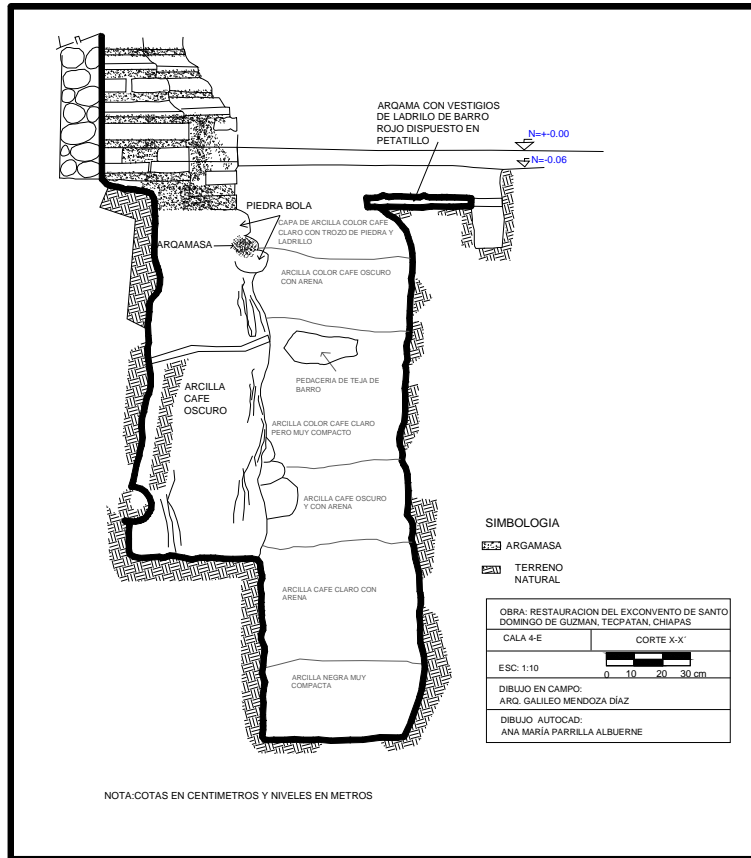 ARQAMA CON VESTIGIOS
DE LADRILO DE BARRO
ROJO DISPUESTO EN
PETATILLO
N=+-0.00
N=-0.06
PIEDRA BOLA
CAPA DE ARCILLA COLOR CAFE
CLARO CON TROZO DE PIEDRA Y
LADRILLO
ARQAMASA
ARCILLA COLOR CAFE OSCURO
CON ARENA
PEDACERIA DE TEJA DE
BARRO
ARCILLA
CAFE
OSCURO
ARCILLA COLOR CAFE CLARO
PERO MUY COMPACTO
ARCILLA CAFE OSCURO
Y CON ARENA
ARCILLA CAFE CLARO CON
ARENA
ARCILLA NEGRA MUY
COMPACTA
SIMBOLOGIA
ARGAMASA
TERRENO
NATURAL
OBRA: RESTAURACION DEL EXCONVENTO DE SANTO
DOMINGO DE GUZMAN, TECPATAN, CHIAPAS
CALA 4-E CORTE X-X´
ESC: 1:10
0 10 20 30 cm
DIBUJO EN CAMPO:
ARQ. GALILEO MENDOZA DÍAZ
DIBUJO AUTOCAD:
ANA MARÍA PARRILLA ALBUERNE
NOTA:COTAS EN CENTIMETROS Y NIVELES EN METROS